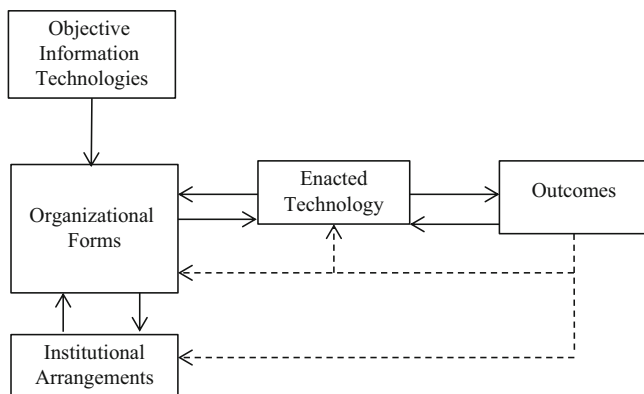 Objective
Information
Technologies
Organizational
Forms
Enacted
Technology
Outcomes
Institutional
Arrangements